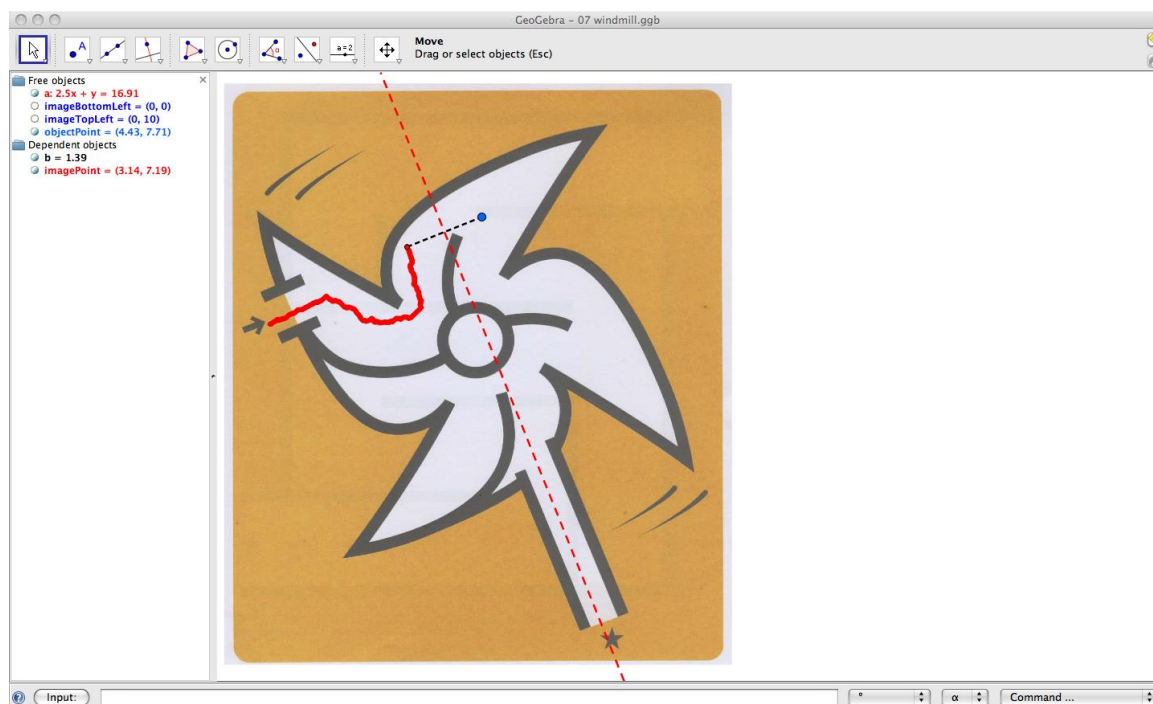 GeoGebra – 07 windmill.ggb
A
α
a=2
Move
Drag or select objects (Esc)
Free objects
a: 2.5x + y = 16.91
imageBottomLeft = (0, 0)
imageTopLeft = (0, 10)
objectPoint = (4.43, 7.71)
Dependent objects
b = 1.39
imagePoint = (3.14, 7.19)
Input:
°
α
Command ...